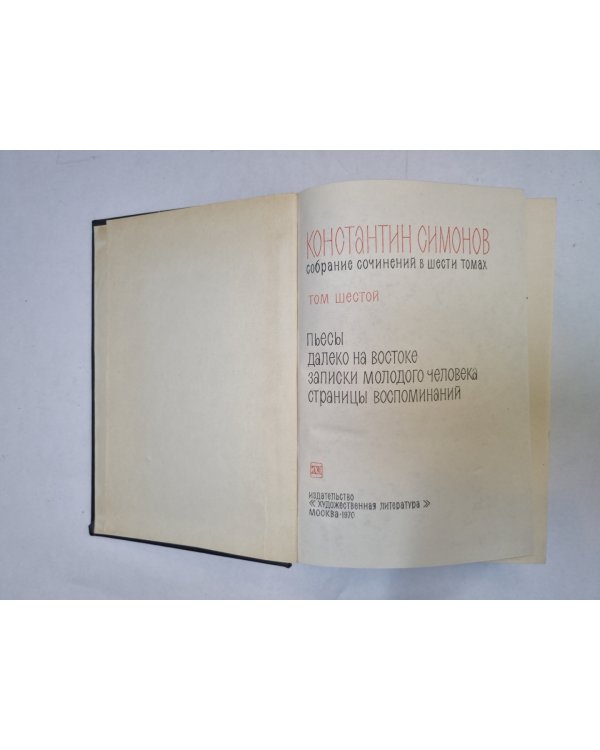 КОНСТАНТИН СИМОНОВ
СОБРАНИЕ СОЧИНЕНИЙ В ШЕСТИ ТОМАХ
ТОМ ШЕСТОЙ
ПЬЕСЫ
ДАЛЕКО НА ВОСТОКЕ
ЗАПИСКИ МОЛОДОГО ЧЕЛОВЕКА
СТРАНИЦЫ ВОСПОМИНАНИЙ
ИЗДАТЕЛЬСТВО
«ХУДОЖЕСТВЕННАЯ ЛИТЕРАТУРА»
МОСКВА·1970